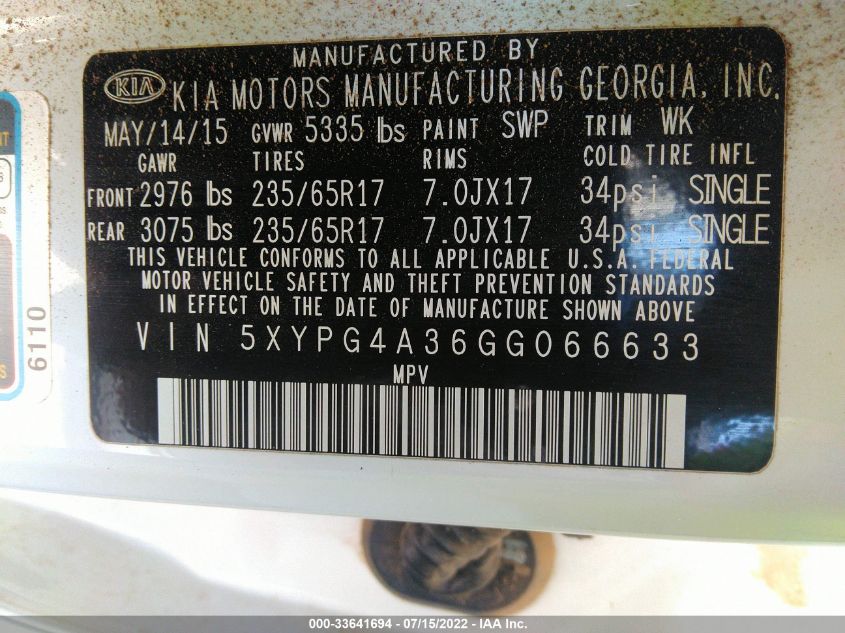 MANUFACTURED BY
KIA KIA MOTORS MANUFACTURING GEORGIA, INC.
MAY/14/15 GVWR 5335 lbs PAINT SWP TRIM WK
GAWR TIRES RIMS COLD TIRE INFL
FRONT 2976 lbs 235/65R17 7.0JX17 34psi SINGLE
REAR 3075 lbs 235/65R17 7.0JX17 34psi SINGLE
THIS VEHICLE CONFORMS TO ALL APPLICABLE U.S.A. FEDERAL
MOTOR VEHICLE SAFETY AND THEFT PREVENTION STANDARDS
IN EFFECT ON THE DATE OF MANUFACTURE SHOWN ABOVE
VIN 5XYPG4A36GG066633
MPV
6110
000-33641694 - 07/15/2022 - IAA Inc.